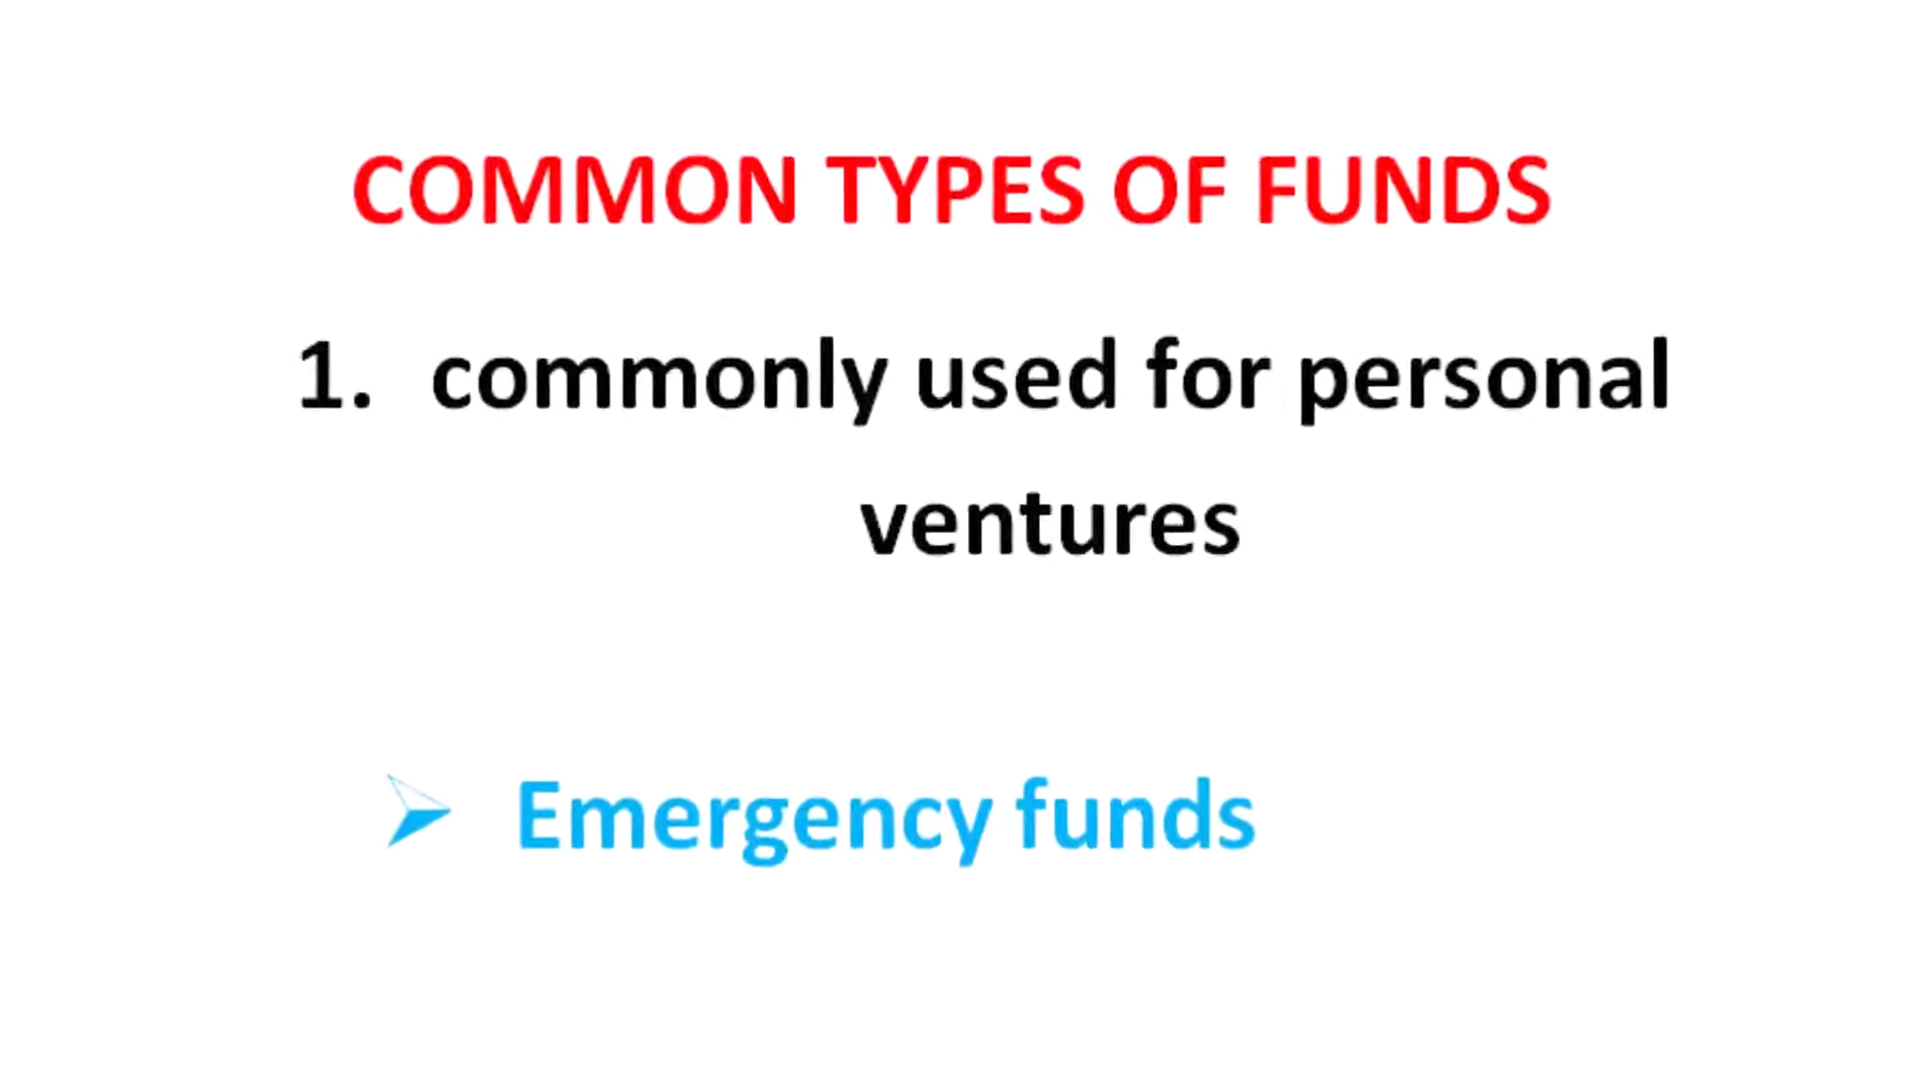 COMMON TYPES OF FUNDS
1. commonly used for personal
ventures
➢ Emergency funds